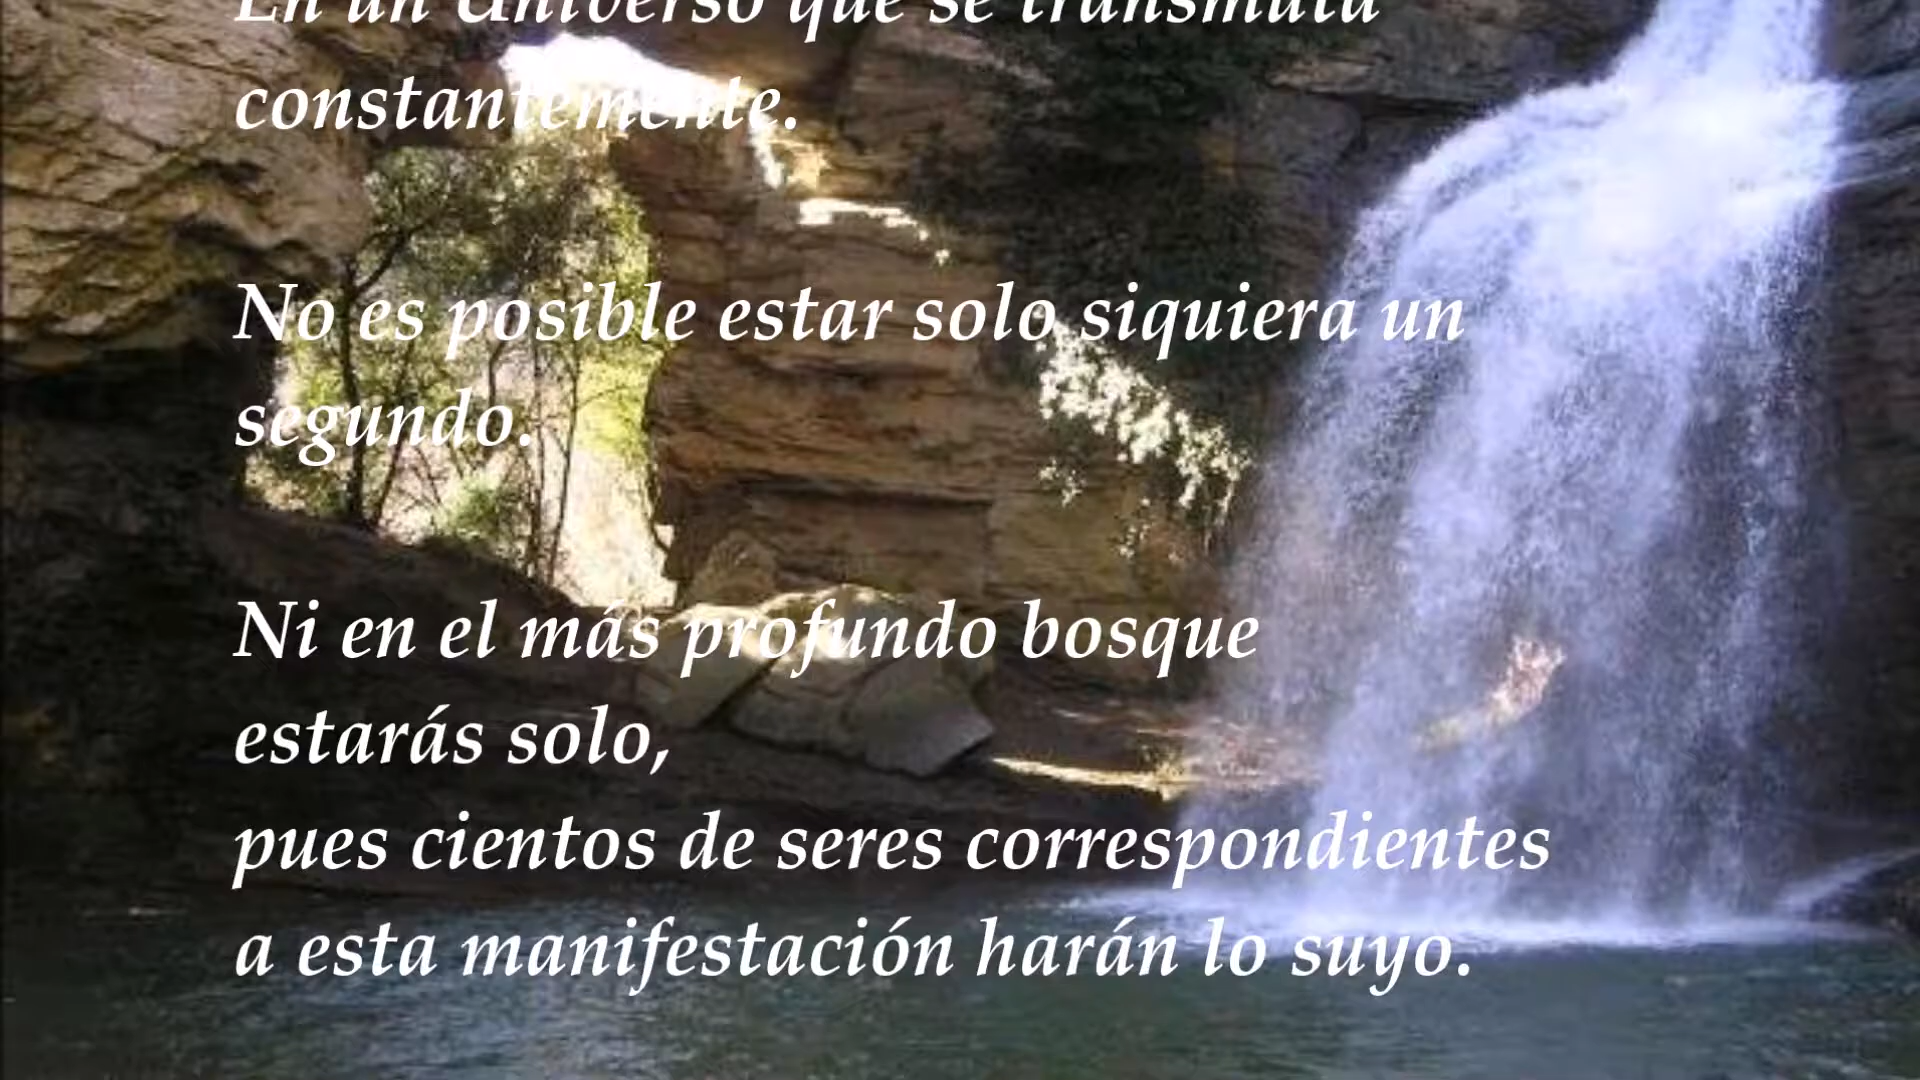 En un Universo que se transmuta
constantemente.
No es posible estar solo siquiera un
segundo.
Ni en el más profundo bosque
estarás solo,
pues cientos de seres correspondientes
a esta manifestación harán lo suyo.